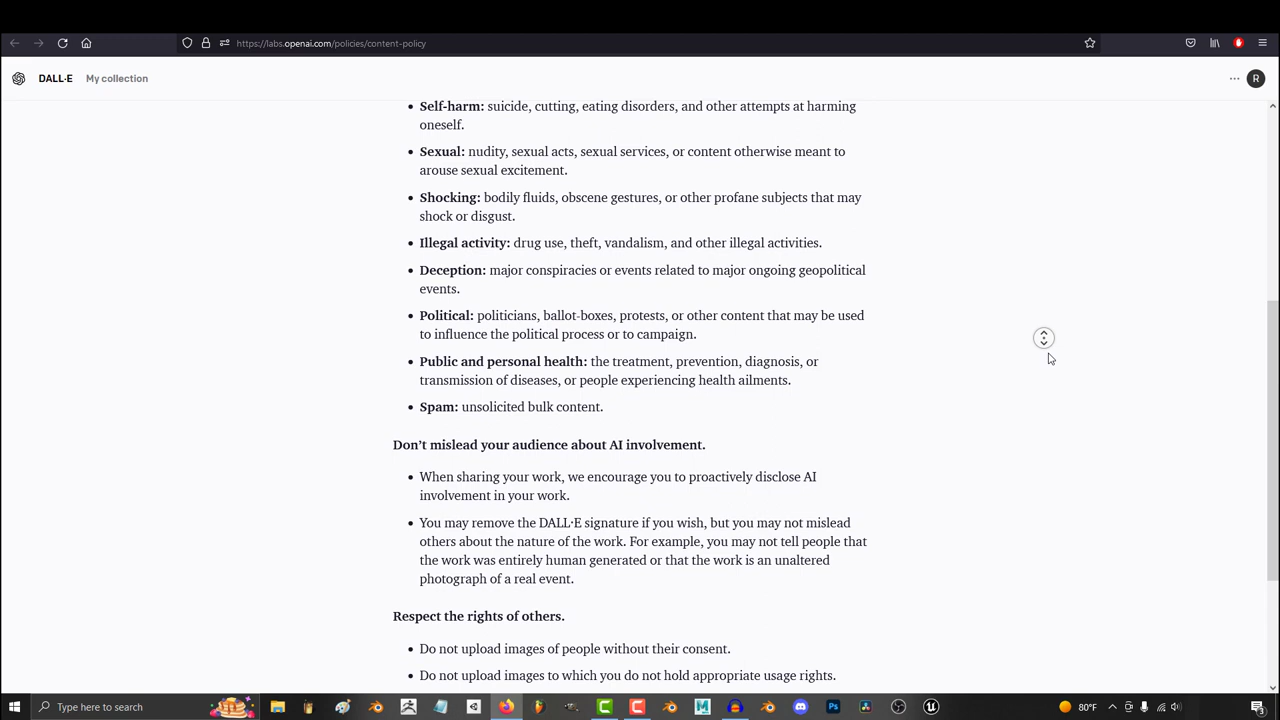 https://labs.openai.com/policies/content-policy
DALL·E My collection
R
• Self-harm: suicide, cutting, eating disorders, and other attempts at harming
oneself.
• Sexual: nudity, sexual acts, sexual services, or content otherwise meant to
arouse sexual excitement.
• Shocking: bodily fluids, obscene gestures, or other profane subjects that may
shock or disgust.
• Illegal activity: drug use, theft, vandalism, and other illegal activities.
• Deception: major conspiracies or events related to major ongoing geopolitical
events.
• Political: politicians, ballot-boxes, protests, or other content that may be used
to influence the political process or to campaign.
• Public and personal health: the treatment, prevention, diagnosis, or
transmission of diseases, or people experiencing health ailments.
• Spam: unsolicited bulk content.
Don’t mislead your audience about AI involvement.
• When sharing your work, we encourage you to proactively disclose AI
involvement in your work.
• You may remove the DALL·E signature if you wish, but you may not mislead
others about the nature of the work. For example, you may not tell people that
the work was entirely human generated or that the work is an unaltered
photograph of a real event.
Respect the rights of others.
• Do not upload images of people without their consent.
• Do not upload images to which you do not hold appropriate usage rights.
Type here to search
80°F